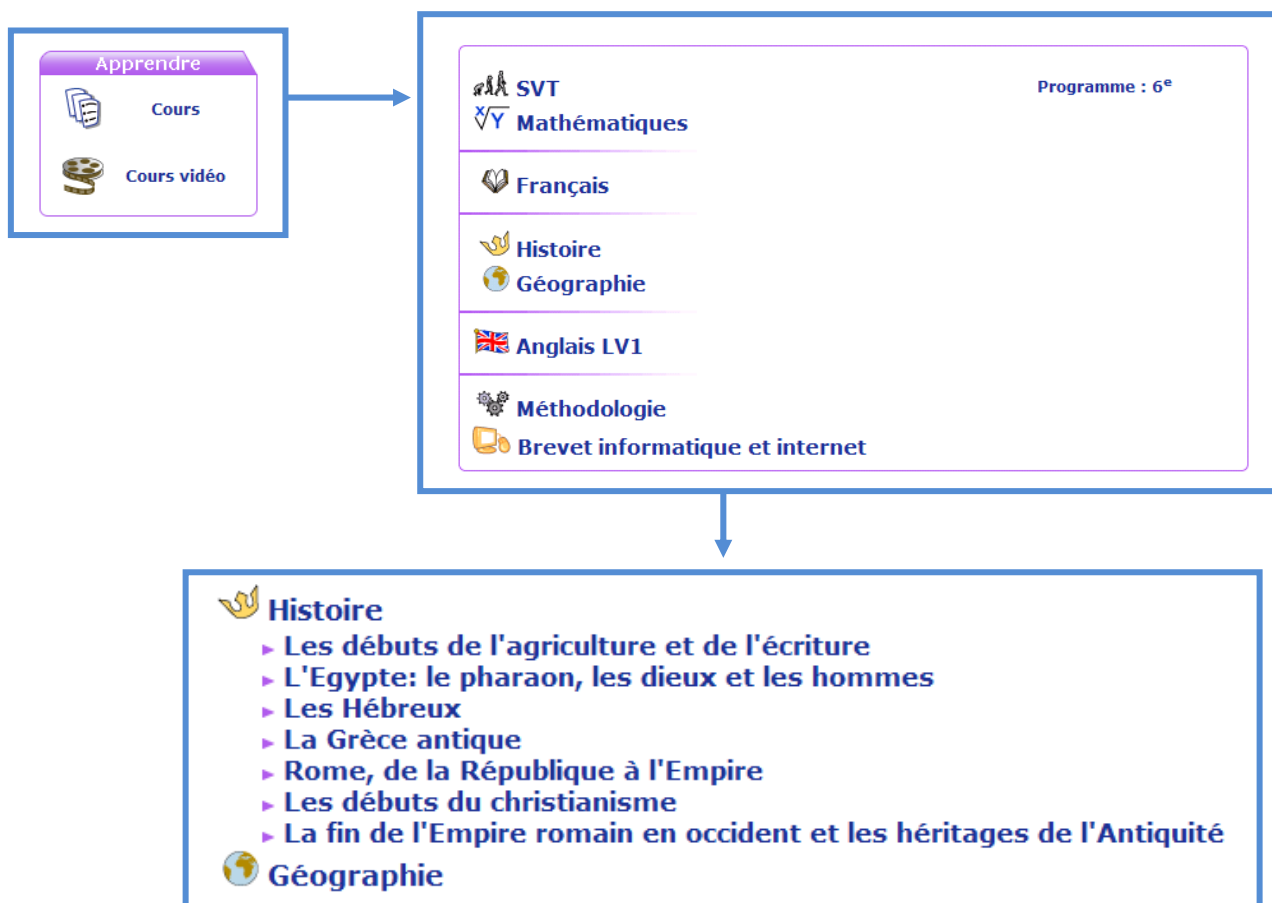 Apprendre
Cours
Cours vidéo
SVT
Programme : 6e
Mathématiques
Français
Histoire
Géographie
Anglais LV1
Méthodologie
Brevet informatique et internet
Histoire
► Les débuts de l'agriculture et de l'écriture
► L'Egypte: le pharaon, les dieux et les hommes
► Les Hébreux
► La Grèce antique
► Rome, de la République à l'Empire
► Les débuts du christianisme
► La fin de l'Empire romain en occident et les héritages de l'Antiquité
Géographie